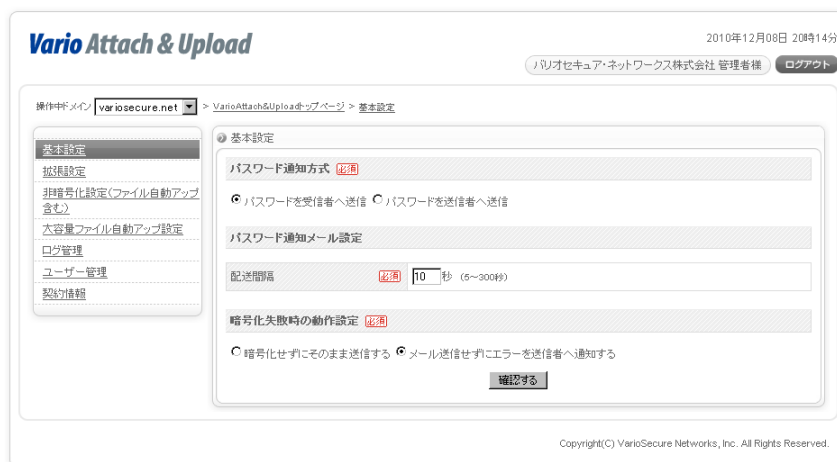 Vario Attach & Upload
2010年12月08日 20時14分
バリオセキュア・ネットワークス株式会社 管理者様
ログアウト
操作中ドメイン variosecure.net > VarioAttach&Uploadトップページ > 基本設定
基本設定
拡張設定
非暗号化設定(ファイル自動アップ
含む)
大容量ファイル自動アップ設定
ログ管理
ユーザー管理
契約情報
基本設定
パスワード通知方式 必須
パスワードを受信者へ送信 パスワードを送信者へ送信
パスワード通知メール設定
配送間隔 必須 10 秒 (5~300秒)
暗号化失敗時の動作設定 必須
暗号化せずにそのまま送信する メール送信せずにエラーを送信者へ通知する
確認する
Copyright(C) VarioSecure Networks, Inc. All Rights Reserved.